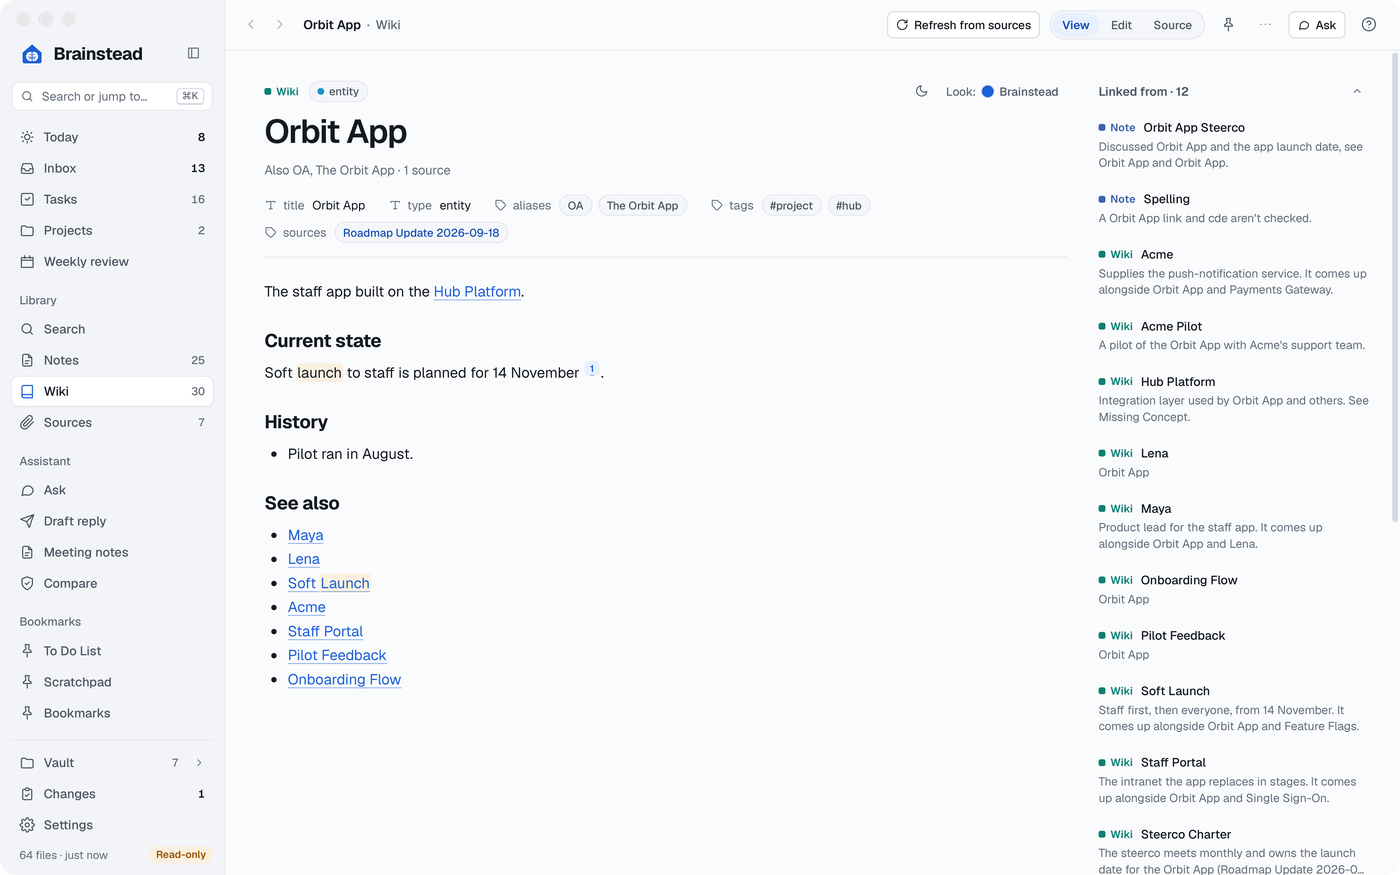 Brainstead
Search or jump to... ⌘K
Today 8
Inbox 13
Tasks 16
Projects 2
Weekly review
Library
Search
Notes 25
Wiki 30
Sources 7
Assistant
Ask
Draft reply
Meeting notes
Compare
Bookmarks
To Do List
Scratchpad
Bookmarks
Vault 7
Changes 1
Settings
64 files · just now Read-only
Orbit App · Wiki
Refresh from sources
View Edit Source
Ask
Wiki entity
Look: Brainstead
Orbit App
Also OA, The Orbit App · 1 source
title Orbit App type entity aliases OA The Orbit App tags #project #hub
sources Roadmap Update 2026-09-18
The staff app built on the Hub Platform.
Current state
Soft launch to staff is planned for 14 November 1 .
History
• Pilot ran in August.
See also
• Maya
• Lena
• Soft Launch
• Acme
• Staff Portal
• Pilot Feedback
• Onboarding Flow
Linked from · 12
Note Orbit App Steerco
Discussed Orbit App and the app launch date, see
Orbit App and Orbit App.
Note Spelling
A Orbit App link and cde aren't checked.
Wiki Acme
Supplies the push-notification service. It comes up
alongside Orbit App and Payments Gateway.
Wiki Acme Pilot
A pilot of the Orbit App with Acme's support team.
Wiki Hub Platform
Integration layer used by Orbit App and others. See
Missing Concept.
Wiki Lena
Orbit App
Wiki Maya
Product lead for the staff app. It comes up
alongside Orbit App and Lena.
Wiki Onboarding Flow
Orbit App
Wiki Pilot Feedback
Orbit App
Wiki Soft Launch
Staff first, then everyone, from 14 November. It
comes up alongside Orbit App and Feature Flags.
Wiki Staff Portal
The intranet the app replaces in stages. It comes
up alongside Orbit App and Single Sign-On.
Wiki Steerco Charter
The steerco meets monthly and owns the launch
date for the Orbit App (Roadmap Update 2026-0...